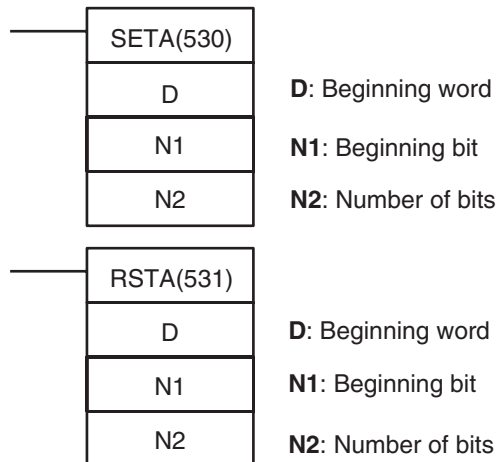 SETA(530)
D D: Beginning word
N1 N1: Beginning bit
N2 N2: Number of bits
RSTA(531)
D D: Beginning word
N1 N1: Beginning bit
N2 N2: Number of bits